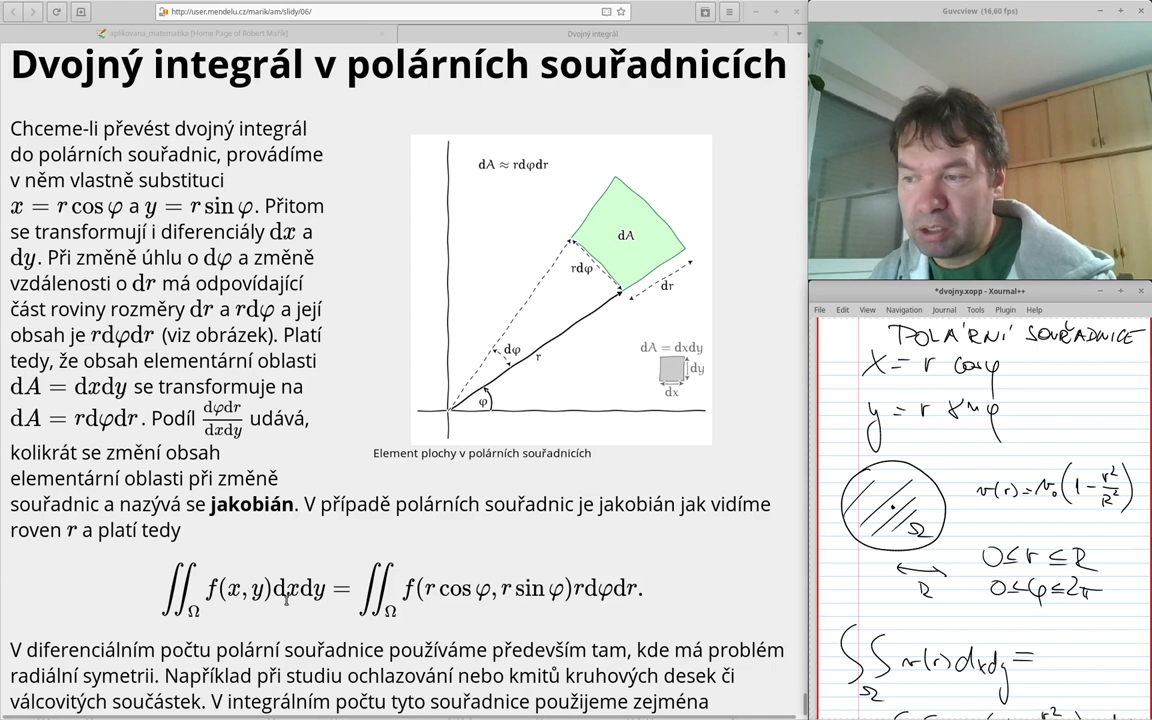 http://user.mendelu.cz/marik/am/slidy/06/
aplikovana_matematika [Home Page of Robert Mařík]
Dvojný integrál
Dvojný integrál v polárních souřadnicích
Chceme-li převést dvojný integrál
do polárních souřadnic, provádíme
v něm vlastně substituci
x = r cos φ a y = r sin φ. Přitom
se transformují i diferenciály dx a
dy. Při změně úhlu o dφ a změně
vzdálenosti o dr má odpovídající
část roviny rozměry dr a rdφ a její
obsah je rdφdr (viz obrázek). Platí
tedy, že obsah elementární oblasti
dA = dxdy se transformuje na
dA = rdφdr. Podíl dφdr/dxdy udává,
kolikrát se změní obsah
elementární oblasti při změně
souřadnic a nazývá se jakobián. V případě polárních souřadnic je jakobián jak vidíme
roven r a platí tedy
dA ≈ rdφdr
dA
rdφ
dr
dφ
r
φ
dA = dxdy
dy
dx
Element plochy v polárních souřadnicích
∬Ω f(x, y)dxdy = ∬Ω f(r cos φ, r sin φ)rdφdr.
V diferenciálním počtu polární souřadnice používáme především tam, kde má problém
radiální symetrii. Například při studiu ochlazování nebo kmitů kruhových desek či
válcovitých součástek. V integrálním počtu tyto souřadnice použijeme zejména
Guvcview (16,60 fps)
*dvojny.xopp - Xournal++
File Edit View Navigation Journal Tools Plugin Help
POLÁRNÍ SOUŘADNICE
x = r cos φ
y = r sin φ
Ω
v(r) = v₀(1 − r²/R²)
R
0 ≤ r ≤ R
0 ≤ φ ≤ 2π
∬Ω v(r) dxdy =